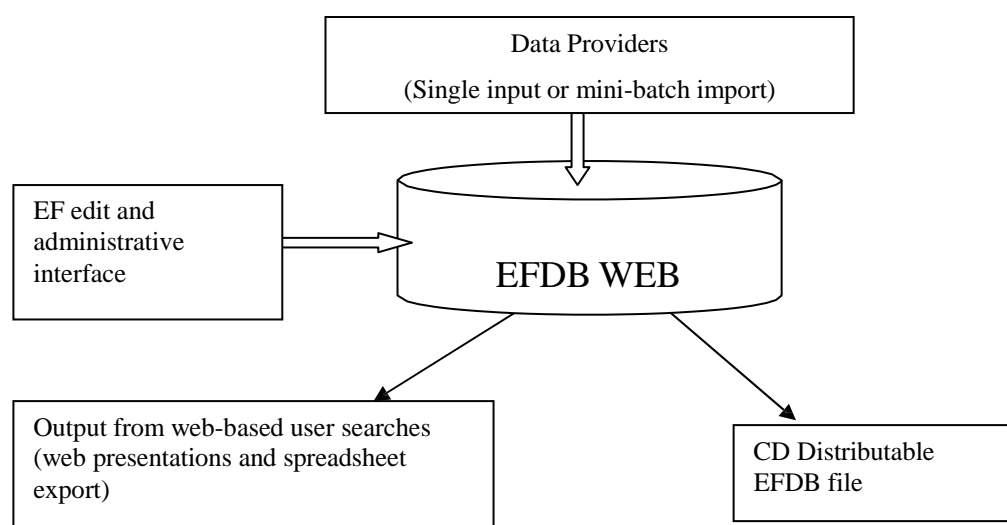 Data Providers
(Single input or mini-batch import)
EF edit and
administrative
interface
EFDB WEB
Output from web-based user searches
(web presentations and spreadsheet
export)
CD Distributable
EFDB file